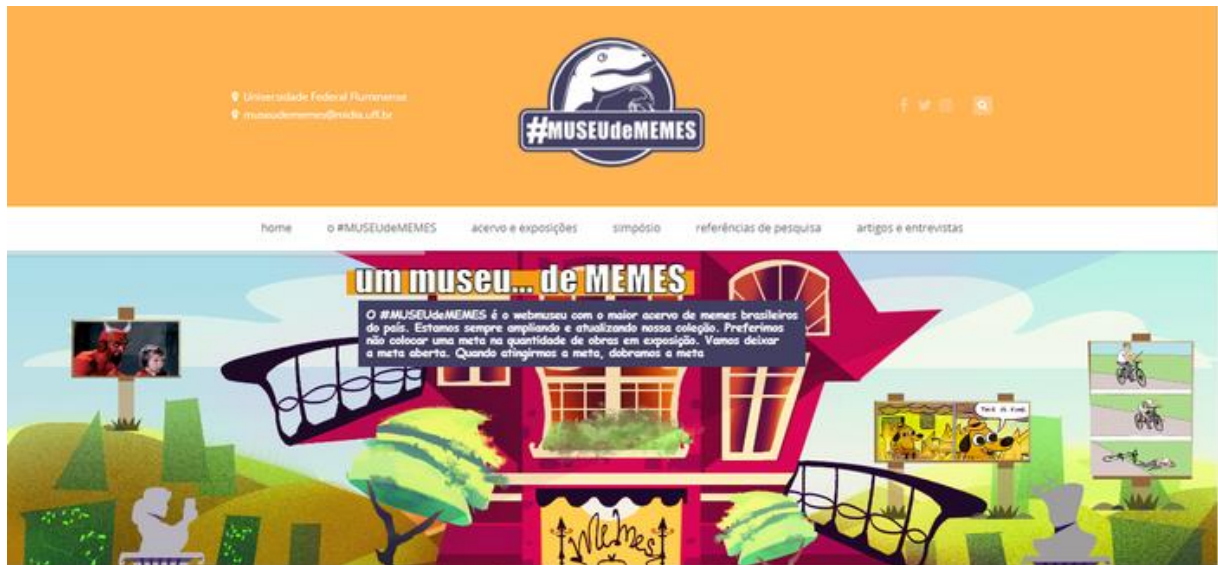 Universidade Federal Fluminense
museudememes@midia.uff.br
#MUSEUdeMEMES
home o #MUSEUdeMEMES acervo e exposições simpósio referências de pesquisa artigos e entrevistas
um museu... de MEMES
O #MUSEUdeMEMES é o webmuseu com o maior acervo de memes brasileiros
do país. Estamos sempre ampliando e atualizando nossa coleção. Preferimos
não colocar uma meta na quantidade de obras em exposição. Vamos deixar
a meta aberta. Quando atingirmos a meta, dobramos a meta
THIS IS FINE.
Memes